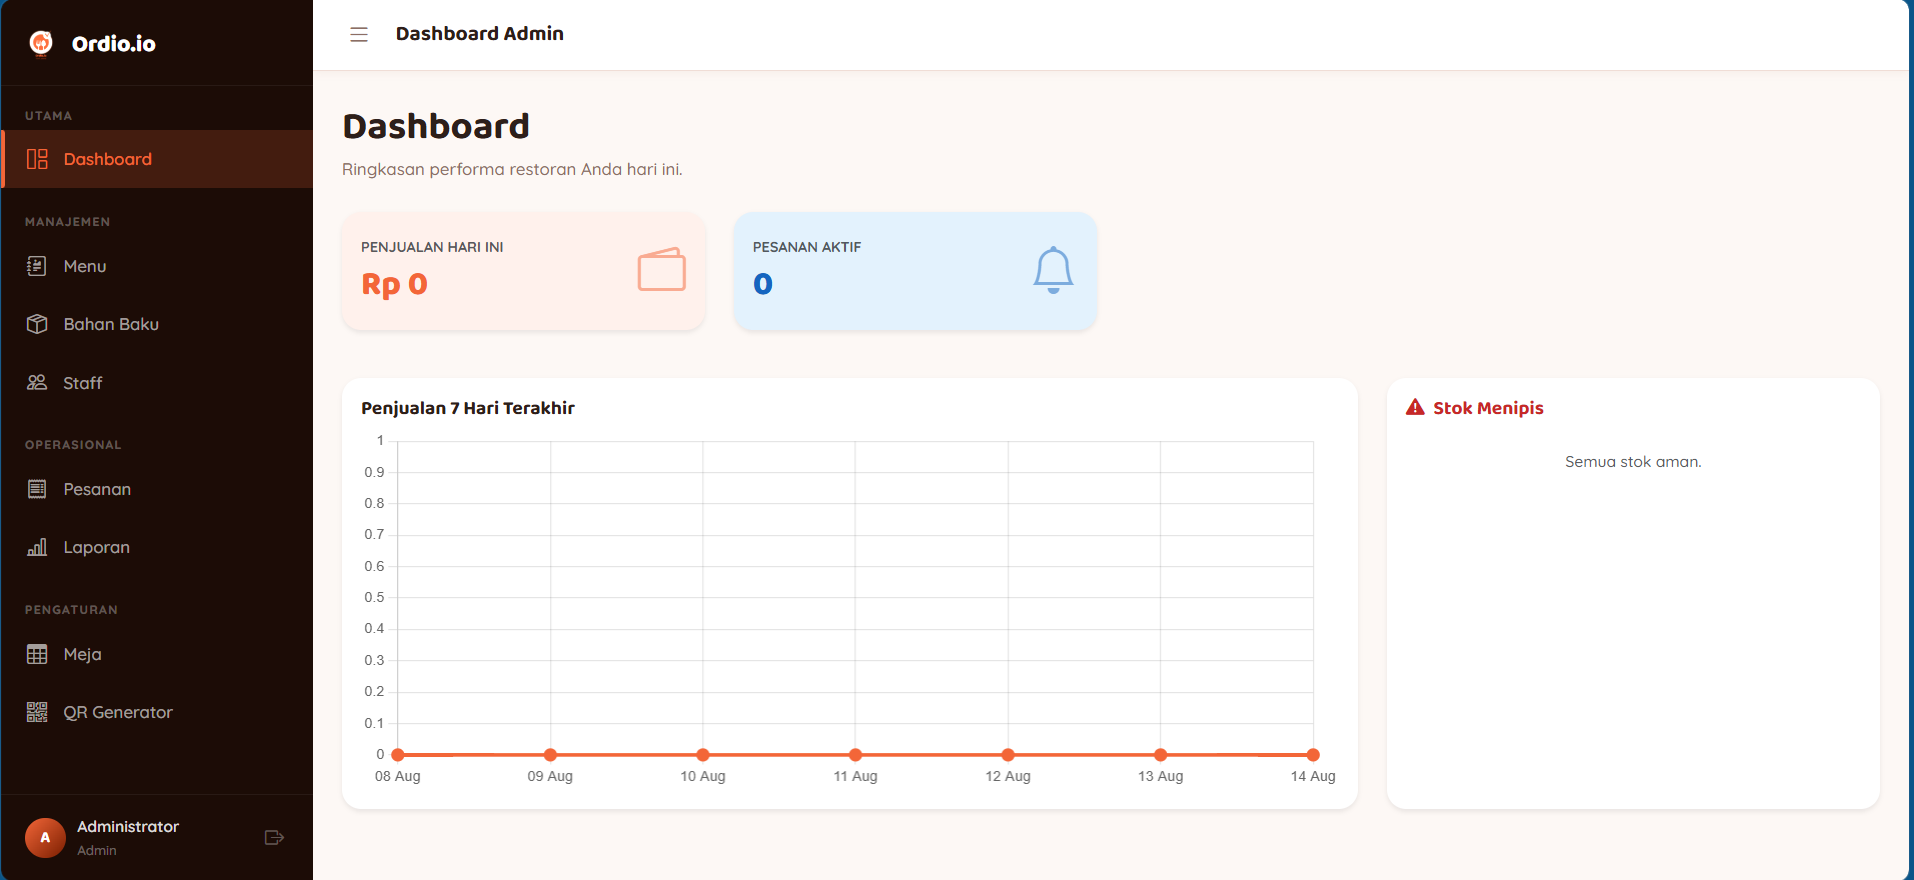 Ordio.io
UTAMA
Dashboard
MANAJEMEN
Menu
Bahan Baku
Staff
OPERASIONAL
Pesanan
Laporan
PENGATURAN
Meja
QR Generator
A
Administrator
Admin
Dashboard Admin
Dashboard
Ringkasan performa restoran Anda hari ini.
PENJUALAN HARI INI
Rp 0
PESANAN AKTIF
0
Penjualan 7 Hari Terakhir
1
0.9
0.8
0.7
0.6
0.5
0.4
0.3
0.2
0.1
0
08 Aug 09 Aug 10 Aug 11 Aug 12 Aug 13 Aug 14 Aug
Stok Menipis
Semua stok aman.